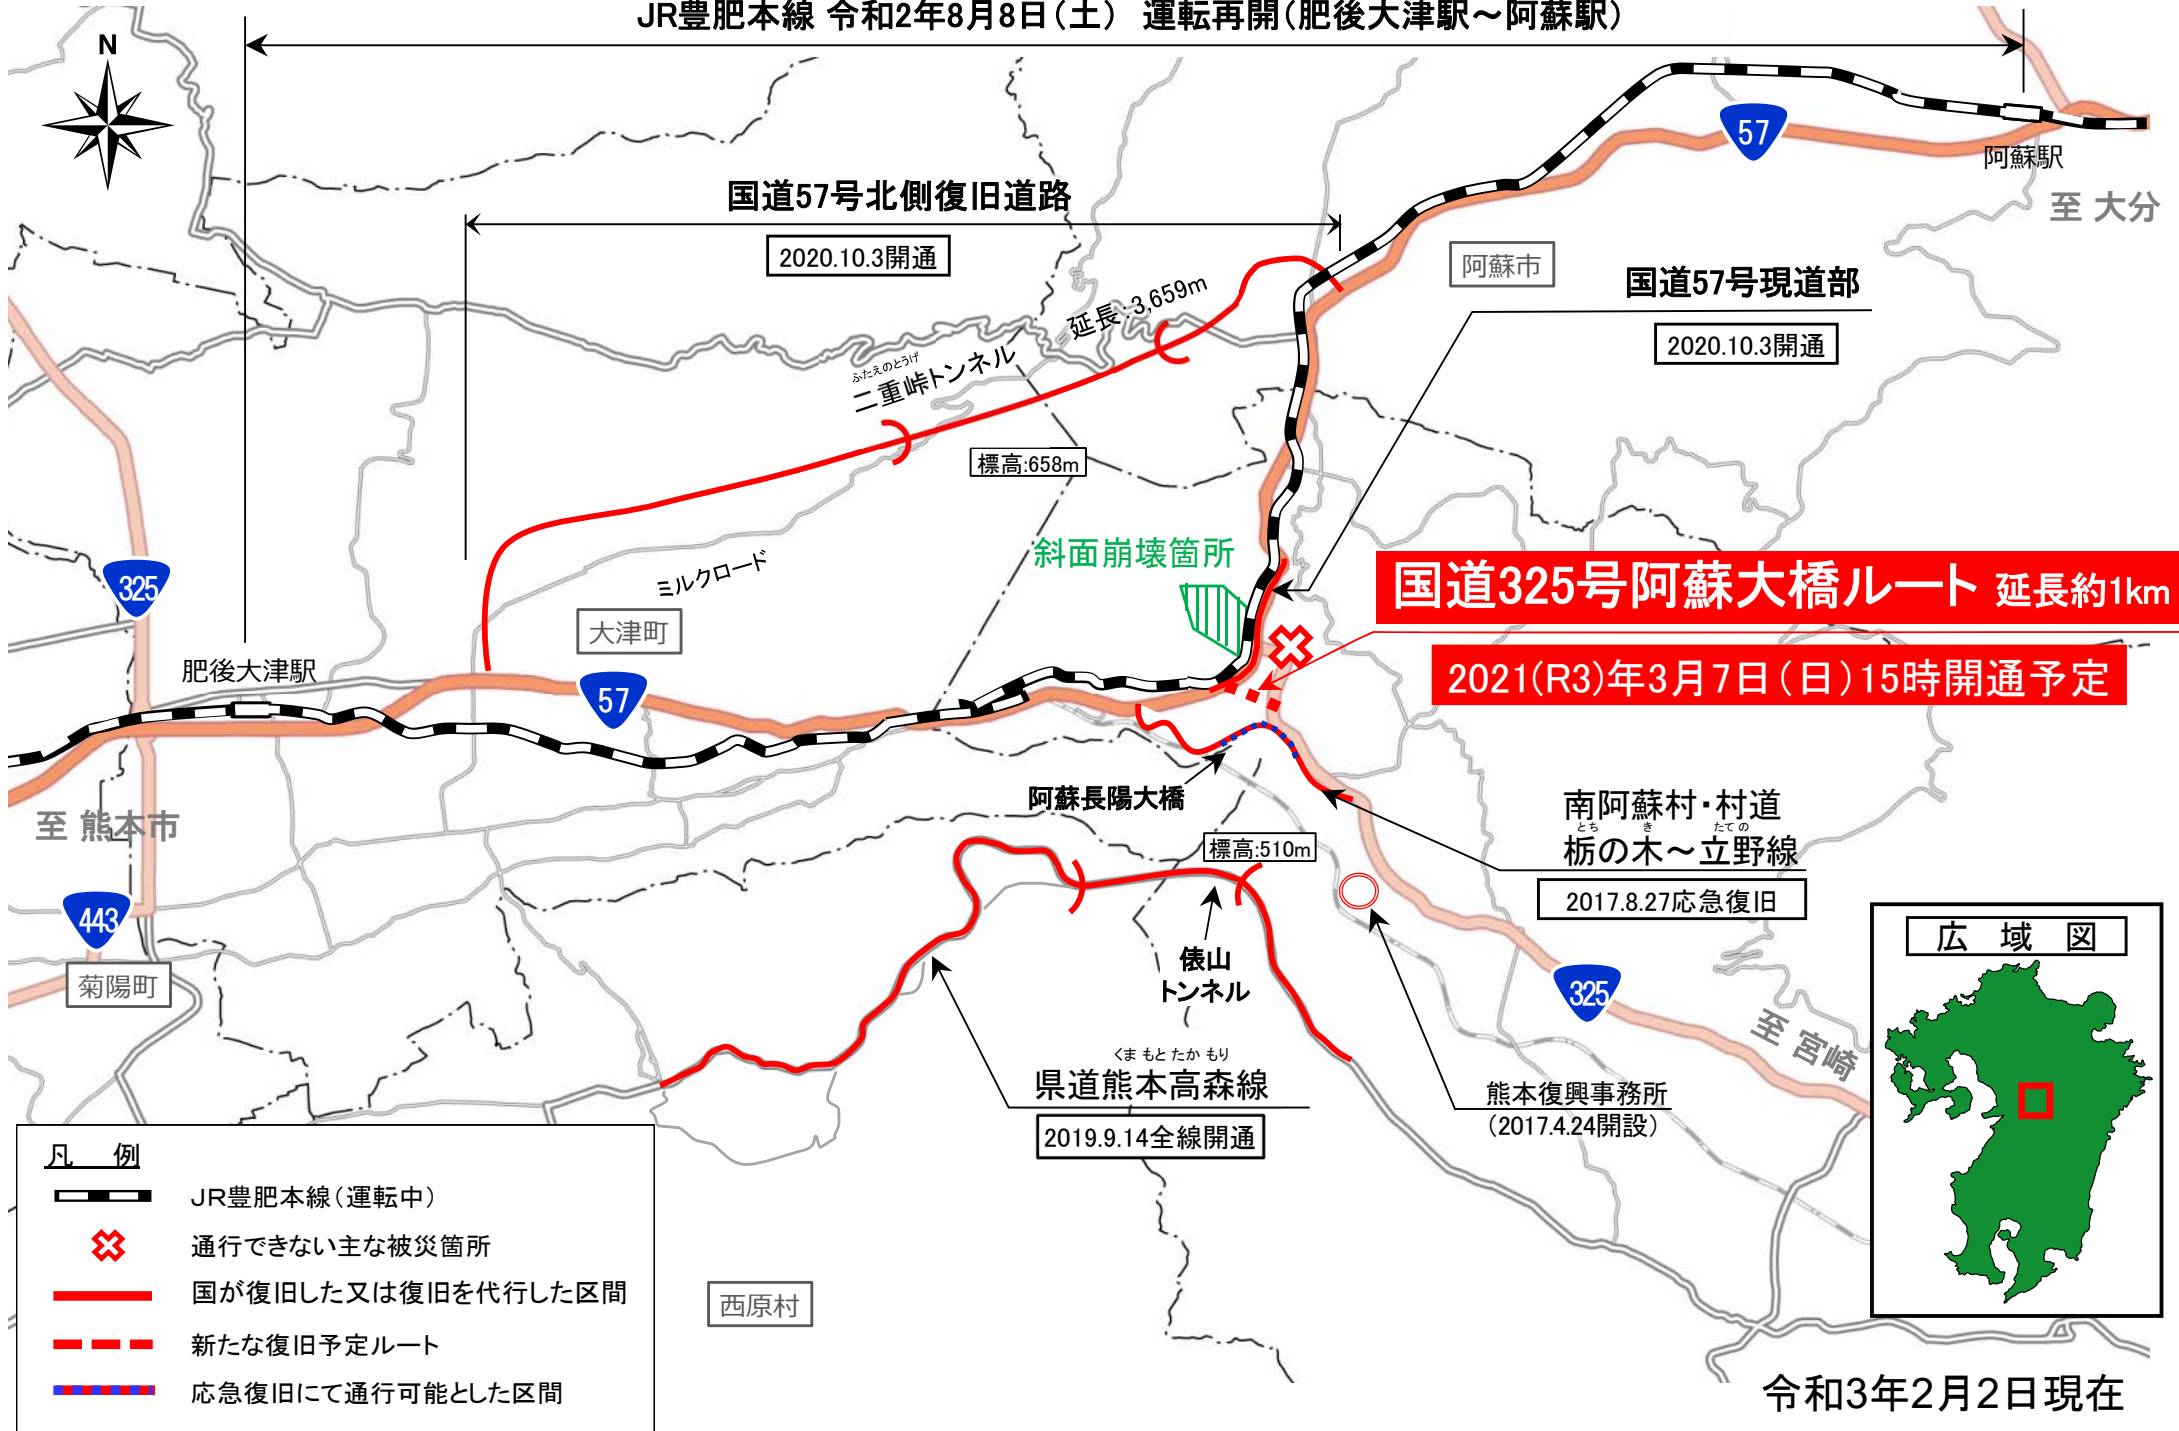 JR豊肥本線 令和2年8月8日(土) 運転再開(肥後大津駅～阿蘇駅)
N
57
阿蘇駅
至 大分
国道57号北側復旧道路
2020.10.3開通
阿蘇市
国道57号現道部
2020.10.3開通
延長:3,659m
ふたえのとうげ
二重峠トンネル
標高:658m
斜面崩壊箇所
ミルクロード
325
大津町
国道325号阿蘇大橋ルート 延長約1km
2021(R3)年3月7日(日)15時開通予定
肥後大津駅
57
至 熊本市
阿蘇長陽大橋
南阿蘇村・村道
とち き たての
栃の木～立野線
2017.8.27応急復旧
標高:510m
443
菊陽町
俵山
トンネル
325
至 宮崎
広 域 図
くま もと たか もり
県道熊本高森線
2019.9.14全線開通
熊本復興事務所
(2017.4.24開設)
凡 例
JR豊肥本線(運転中)
通行できない主な被災箇所
国が復旧した又は復旧を代行した区間
新たな復旧予定ルート
応急復旧にて通行可能とした区間
西原村
令和3年2月2日現在